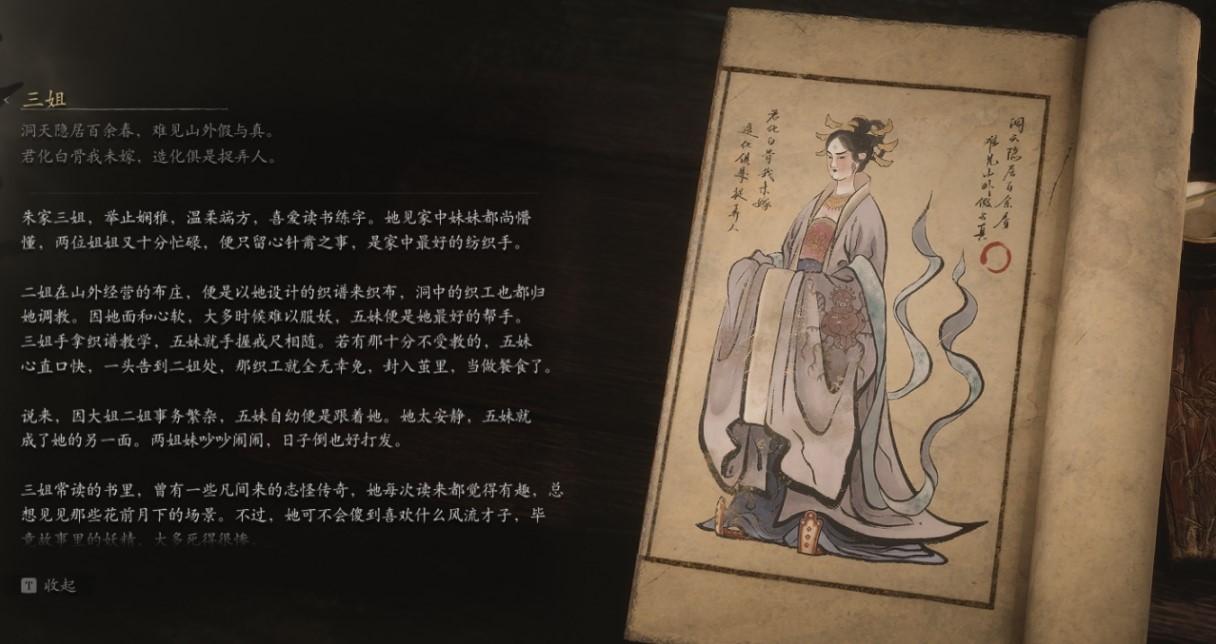 三姐
洞天隐居百余春，难见山外假与真。
君化白骨我未嫁，造化俱是捉弄人。
朱家三姐，举止娴雅，温柔端方，喜爱读书练字。她见家中妹妹都尚懵
懂，两位姐姐又十分忙碌，便只留心针黹之事，是家中最好的纺织手。
二姐在山外经营的布庄，便是以她设计的织谱来织布，洞中的织工也都归
她调教。因她面和心软，大多时候难以服妖，五妹便是她最好的帮手。
三姐手拿织谱教学，五妹就手握戒尺相随。若有那十分不受教的，五妹
心直口快，一头告到二姐处，那织工就全无幸免，封入茧里，当做餐食了。
说来，因大姐二姐事务繁杂，五妹自幼便是跟着她。她太安静，五妹就
成了她的另一面。两姐妹吵吵闹闹，日子倒也好打发。
三姐常读的书里，曾有一些凡间来的志怪传奇，她每次读来都觉得有趣，总
想见见那些花前月下的场景。不过，她可不会傻到喜欢什么风流才子，毕
竟故事里的妖精，大多死得很惨。
T 收起
洞天隐居百余春
难见山外假与真
君化白骨我未嫁
造化俱是捉弄人